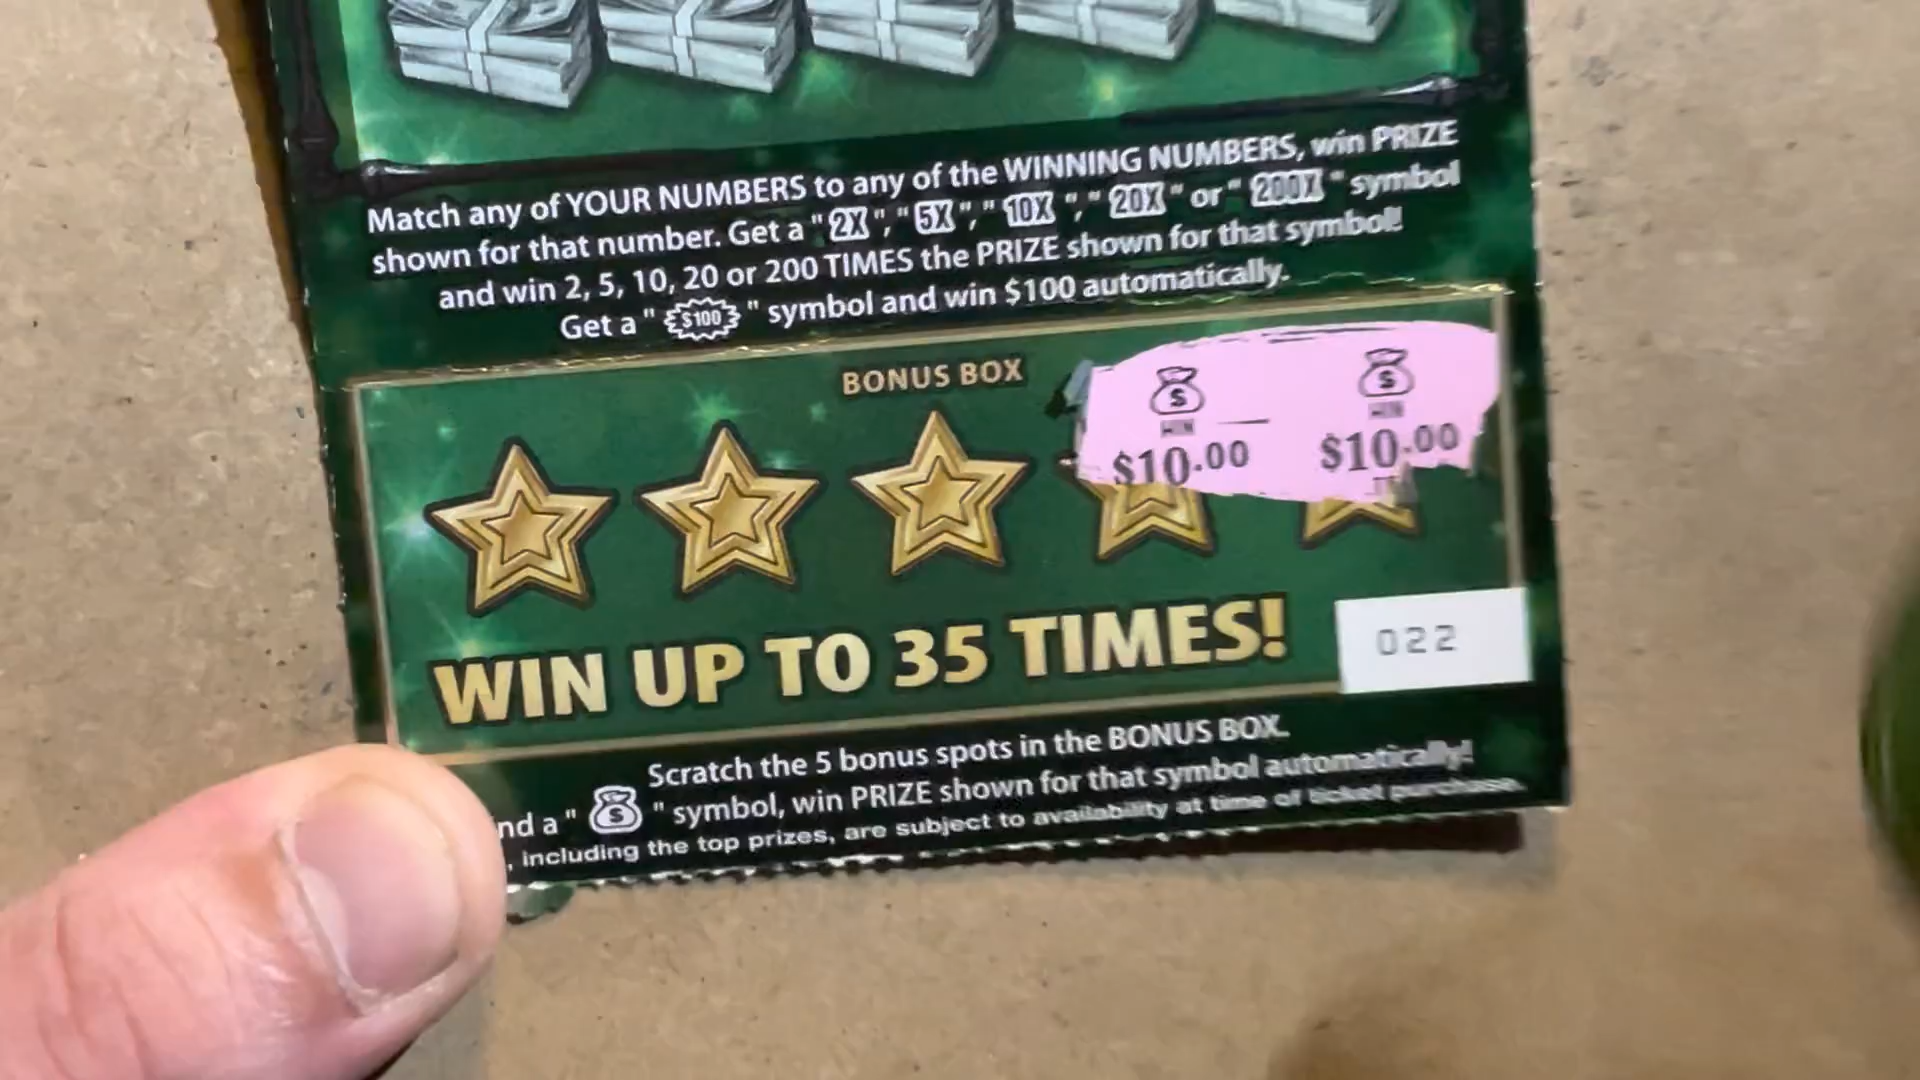 Match any of YOUR NUMBERS to any of the WINNING NUMBERS, win PRIZE
shown for that number. Get a "2X", "5X", "10X", "20X" or "200X" symbol
and win 2, 5, 10, 20 or 200 TIMES the PRIZE shown for that symbol!
Get a "$100" symbol and win $100 automatically.
BONUS BOX
$ $
WIN WIN
$10.00 $10.00
WIN UP TO 35 TIMES!
022
Scratch the 5 bonus spots in the BONUS BOX.
nd a "$" symbol, win PRIZE shown for that symbol automatically!
, including the top prizes, are subject to availability at time of ticket purchase.